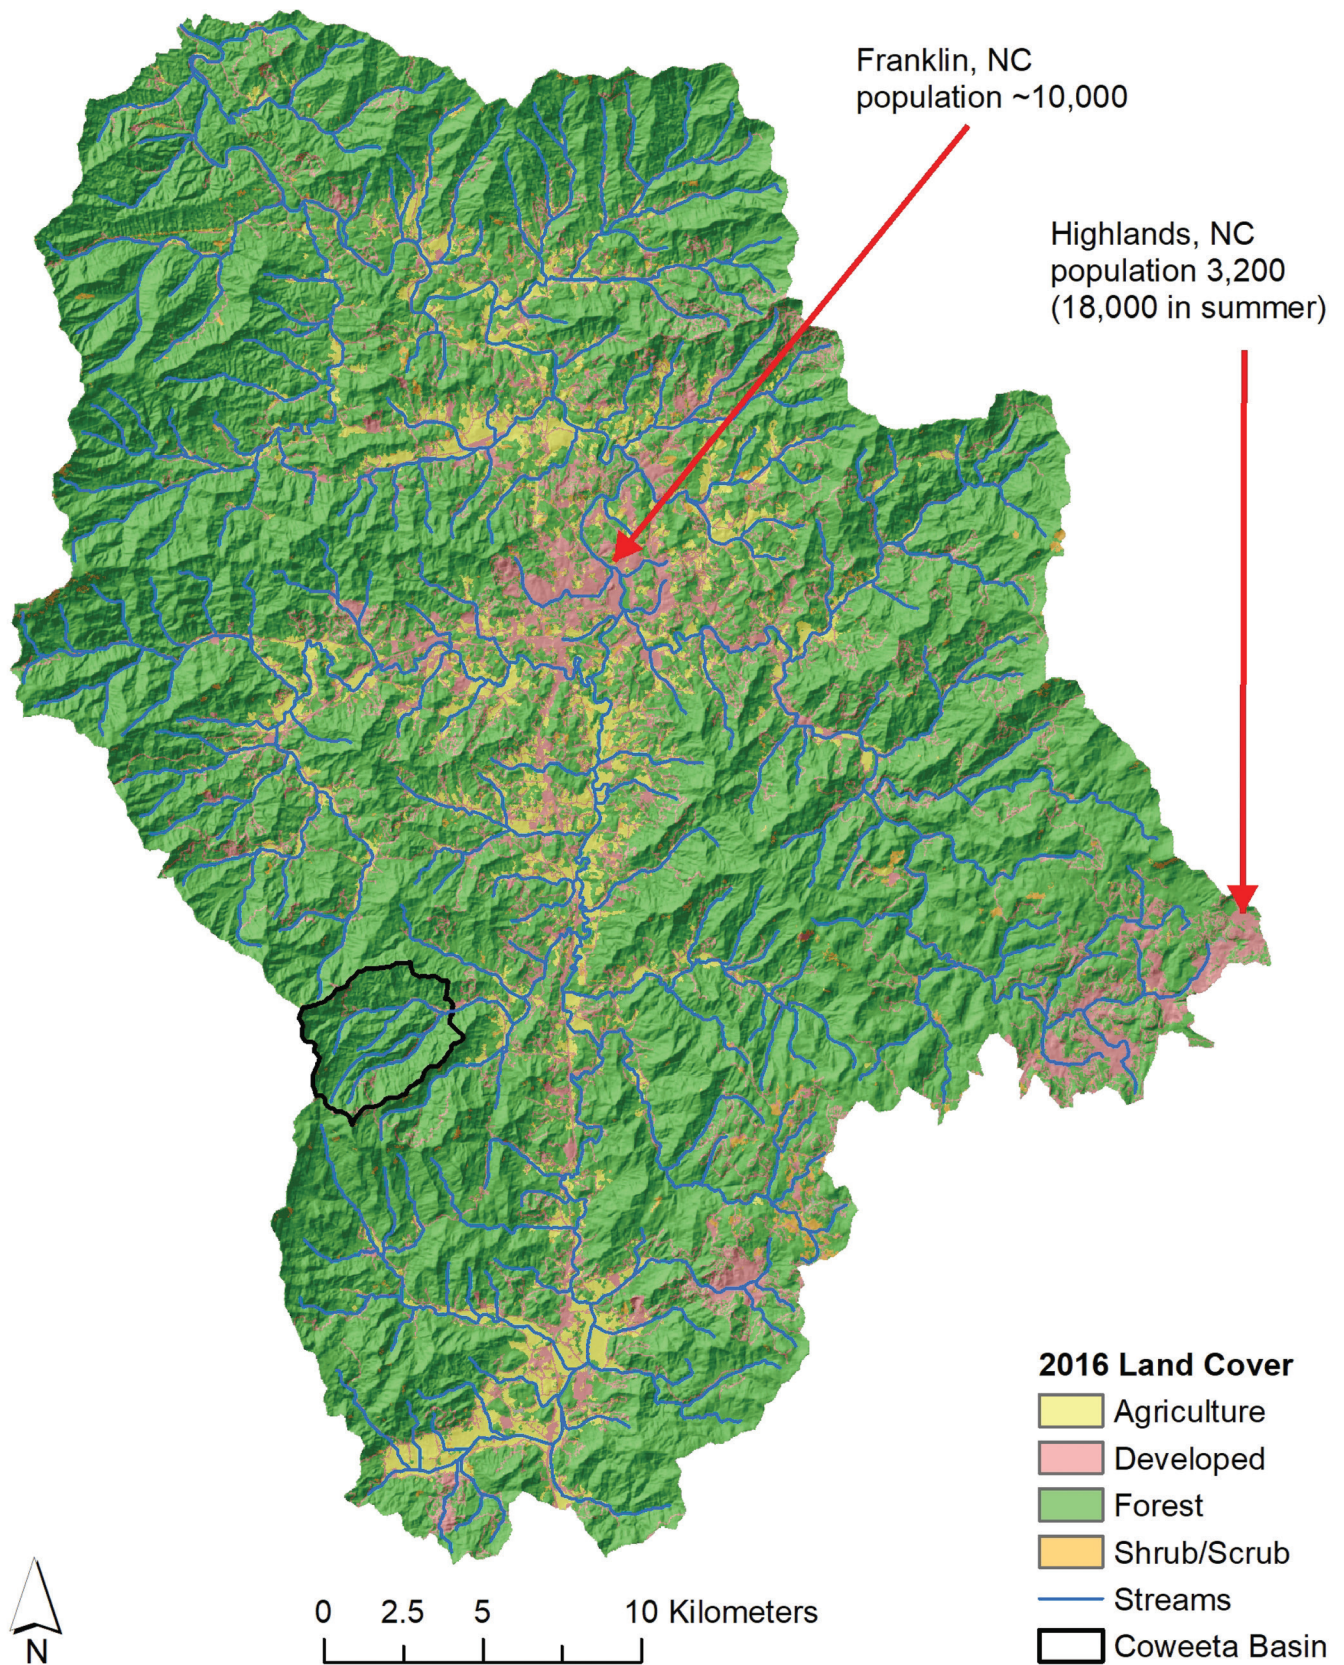 Franklin, NC
population ~10,000
Highlands, NC
population 3,200
(18,000 in summer)
2016 Land Cover
Agriculture
Developed
Forest
Shrub/Scrub
Streams
Coweeta Basin
0 2.5 5 10 Kilometers
N